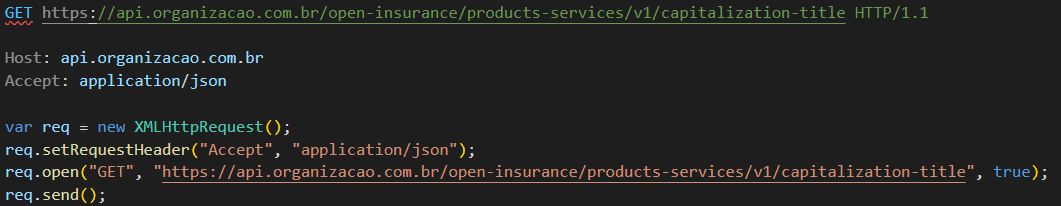 GET https://api.organizacao.com.br/open-insurance/products-services/v1/capitalization-title HTTP/1.1
Host: api.organizacao.com.br
Accept: application/json
var req = new XMLHttpRequest();
req.setRequestHeader("Accept", "application/json");
req.open("GET", "https://api.organizacao.com.br/open-insurance/products-services/v1/capitalization-title", true);
req.send();